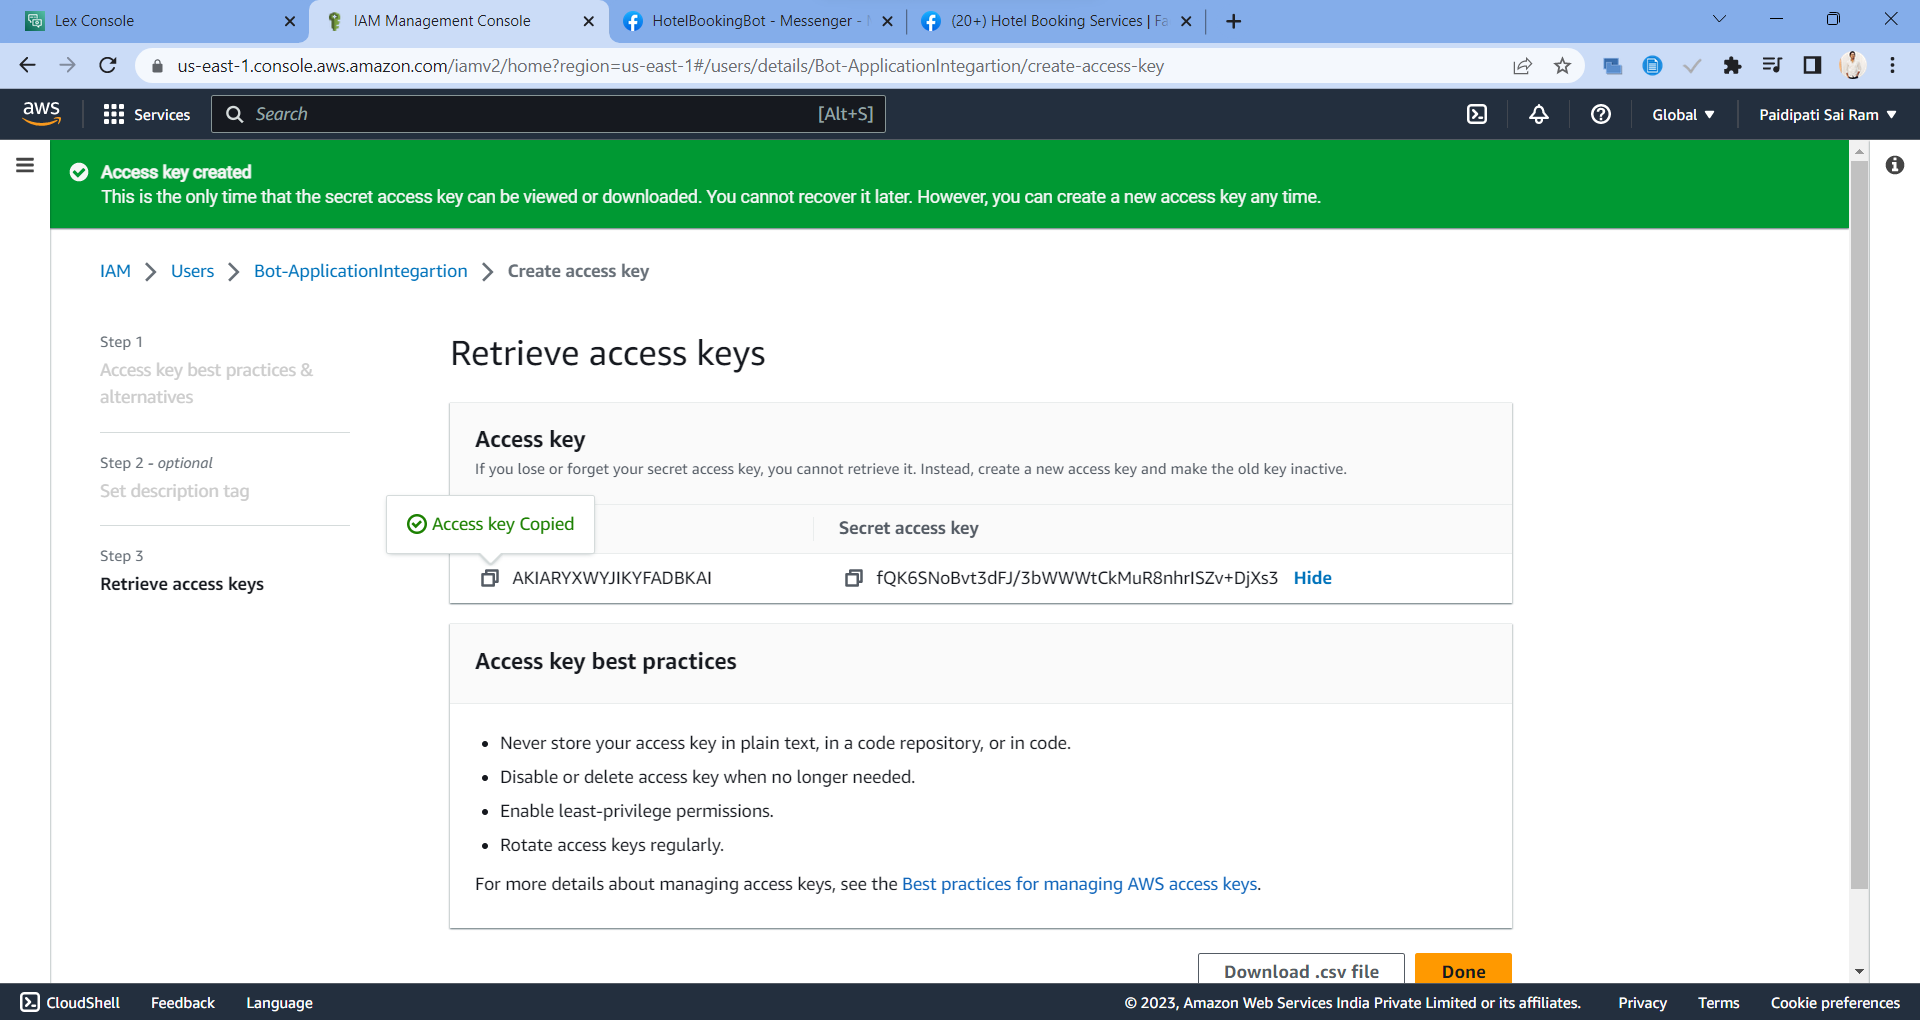 Lex Console
IAM Management Console
HotelBookingBot - Messenger -
(20+) Hotel Booking Services | Fa
us-east-1.console.aws.amazon.com/iamv2/home?region=us-east-1#/users/details/Bot-ApplicationIntegartion/create-access-key
aws
Services
Search
[Alt+S]
Global
Paidipati Sai Ram
Access key created
This is the only time that the secret access key can be viewed or downloaded. You cannot recover it later. However, you can create a new access key any time.
IAM
Users
Bot-ApplicationIntegartion
Create access key
Step 1
Access key best practices &
alternatives
Step 2 - optional
Set description tag
Step 3
Retrieve access keys
Retrieve access keys
Access key
If you lose or forget your secret access key, you cannot retrieve it. Instead, create a new access key and make the old key inactive.
Access key Copied
Secret access key
AKIARYXWYJIKYFADBKAI
fQK6SNoBvt3dFJ/3bWWWtCkMuR8nhrISZv+DjXs3
Hide
Access key best practices
• Never store your access key in plain text, in a code repository, or in code.
• Disable or delete access key when no longer needed.
• Enable least-privilege permissions.
• Rotate access keys regularly.
For more details about managing access keys, see the Best practices for managing AWS access keys.
Download .csv file
Done
CloudShell
Feedback
Language
© 2023, Amazon Web Services India Private Limited or its affiliates.
Privacy
Terms
Cookie preferences